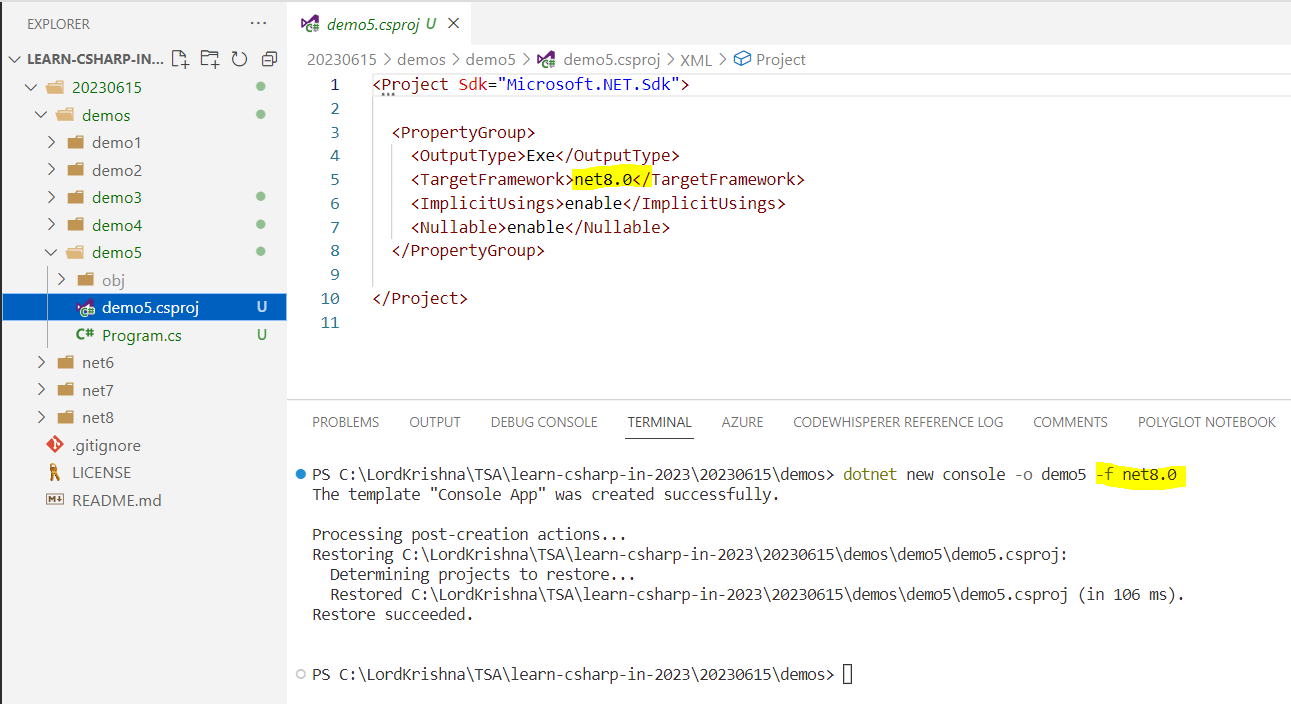 EXPLORER ...
LEARN-CSHARP-IN...
20230615
demos
demo1
demo2
demo3
demo4
demo5
obj
demo5.csproj U
C# Program.cs U
net6
net7
net8
.gitignore
LICENSE
README.md
demo5.csproj U
20230615 > demos > demo5 > demo5.csproj > XML > Project
1 <Project Sdk="Microsoft.NET.Sdk">
2
3 <PropertyGroup>
4 <OutputType>Exe</OutputType>
5 <TargetFramework>net8.0</TargetFramework>
6 <ImplicitUsings>enable</ImplicitUsings>
7 <Nullable>enable</Nullable>
8 </PropertyGroup>
9
10 </Project>
11
PROBLEMS OUTPUT DEBUG CONSOLE TERMINAL AZURE CODEWHISPERER REFERENCE LOG COMMENTS POLYGLOT NOTEBOOK
PS C:\LordKrishna\TSA\learn-csharp-in-2023\20230615\demos> dotnet new console -o demo5 -f net8.0
The template "Console App" was created successfully.
Processing post-creation actions...
Restoring C:\LordKrishna\TSA\learn-csharp-in-2023\20230615\demos\demo5\demo5.csproj:
Determining projects to restore...
Restored C:\LordKrishna\TSA\learn-csharp-in-2023\20230615\demos\demo5\demo5.csproj (in 106 ms).
Restore succeeded.
PS C:\LordKrishna\TSA\learn-csharp-in-2023\20230615\demos>